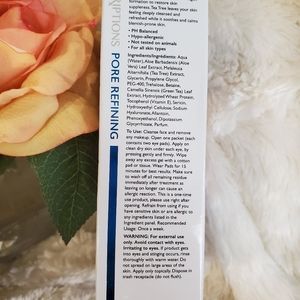 formation to restore skin
suppleness. Tea Tree leaves your skin
feeling deeply cleansed and
refreshed while it soothes and calms
blemish-prone skin.
• PH Balanced
• Hypo-allergenic
• Not tested on animals
• For all skin types
Ingredients/Ingrédients: Aqua
(Water), Aloe Barbadensis (Aloe
Vera) Leaf Extract, Melaleuca
Alternifolia (Tea Tree) Extract,
Glycerin, Propylene Glycol,
PEG-400, Trehalose, Betaine,
Camellia Sinensis (Green Tea) Leaf
Extract, Hydrolyzed Wheat Protein,
Tocopherol (Vitamin E), Sericin,
Hydroxyethyl Cellulose, Sodium
Hyaluronate, Allantoin,
Phenoxyethanol, Dipotassium
Glycyrrhizate, Parfum.
To Use: Cleanse face and remove
any makeup. Open one packet (each
contains two eye pads). Apply on
clean dry skin under each eye, by
pressing gently and firmly. Wipe
away any excess gel with a cotton
pad or tissue. Wear Pads for 15
minutes for best results. Make sure
to wash off all remaining residue
immediately after treatment as
leaving on longer can cause an
allergic reaction. This is a one-time
use product, please use right after
opening. Refrain from using if you
have sensitive skin or are allergic to
any ingredients listed in the
Ingredient panel. Recommended
Usage: Once a week.
WARNING: For external use
only. Avoid contact with eyes.
Irritating to eyes. If product gets
into eyes and stinging occurs, rinse
thoroughly with warm water. Do
not spread on large areas of the
skin. Apply only topically. Dispose in
trash receptacle (do not flush).
PORE REFINING